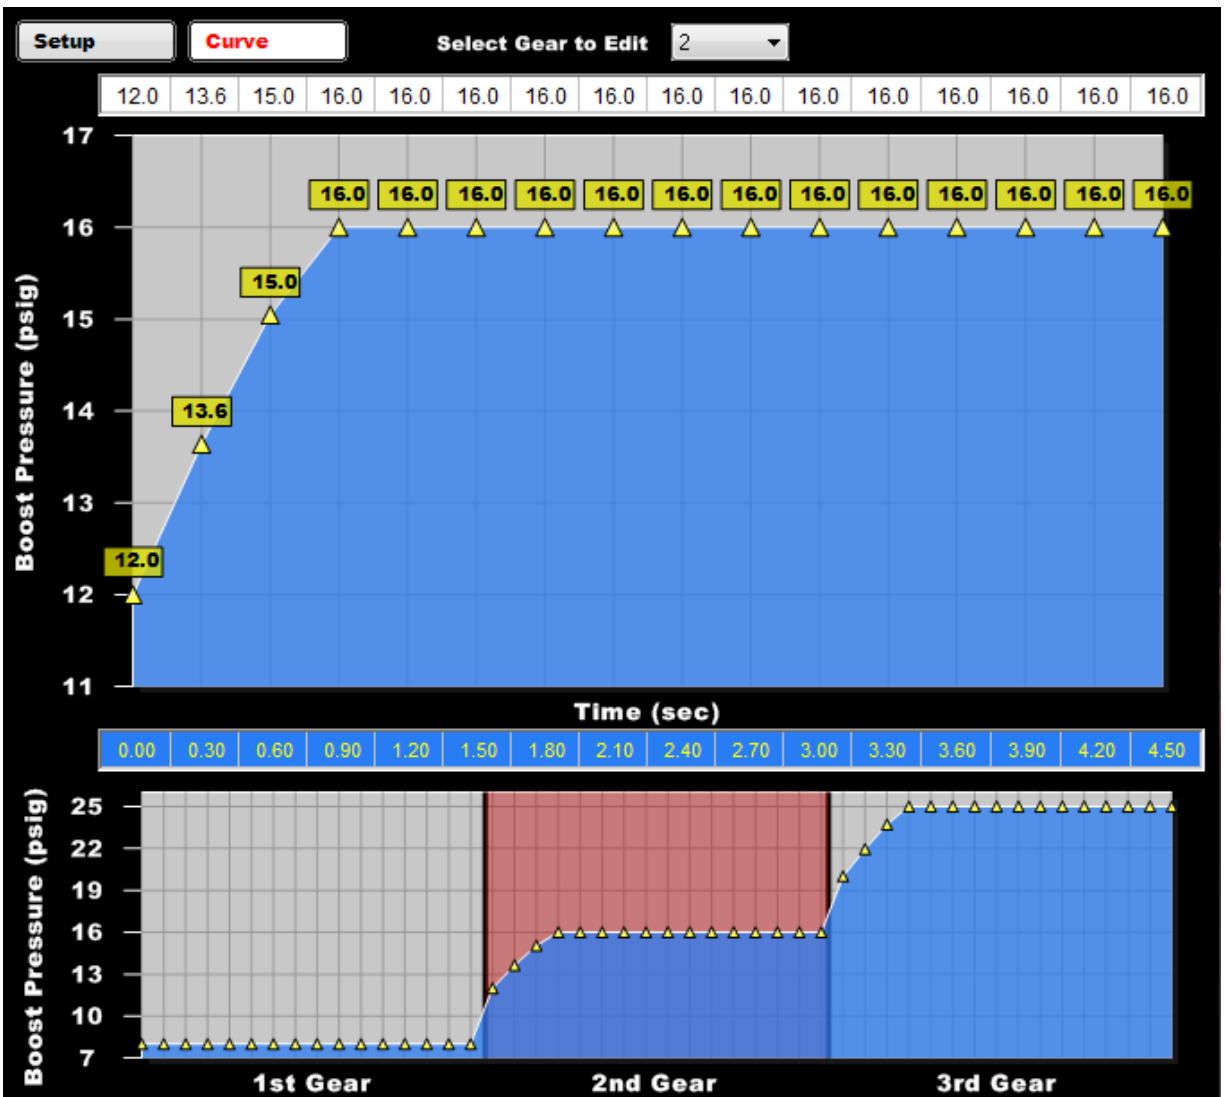 Setup Curve Select Gear to Edit 2
12.0 13.6 15.0 16.0 16.0 16.0 16.0 16.0 16.0 16.0 16.0 16.0 16.0 16.0 16.0 16.0
17
16.0 16.0 16.0 16.0 16.0 16.0 16.0 16.0 16.0 16.0 16.0 16.0 16.0
16
15.0
15
14
13.6
13
12.0
12
11
Boost Pressure (psig)
Time (sec)
0.00 0.30 0.60 0.90 1.20 1.50 1.80 2.10 2.40 2.70 3.00 3.30 3.60 3.90 4.20 4.50
Boost Pressure (psig)
25
22
19
16
13
10
7
1st Gear 2nd Gear 3rd Gear